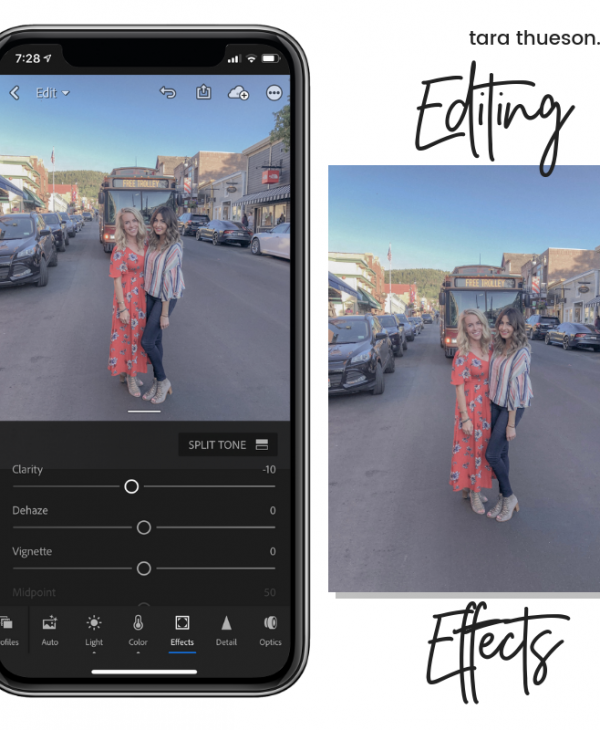 tara thueson.
Editing
7:28
Edit
FREE TROLLEY
FREE TROLLEY
SPLIT TONE
Clarity -10
Dehaze 0
Vignette 0
Midpoint 50
ofiles Auto Light Color Effects Detail Optics
Effects